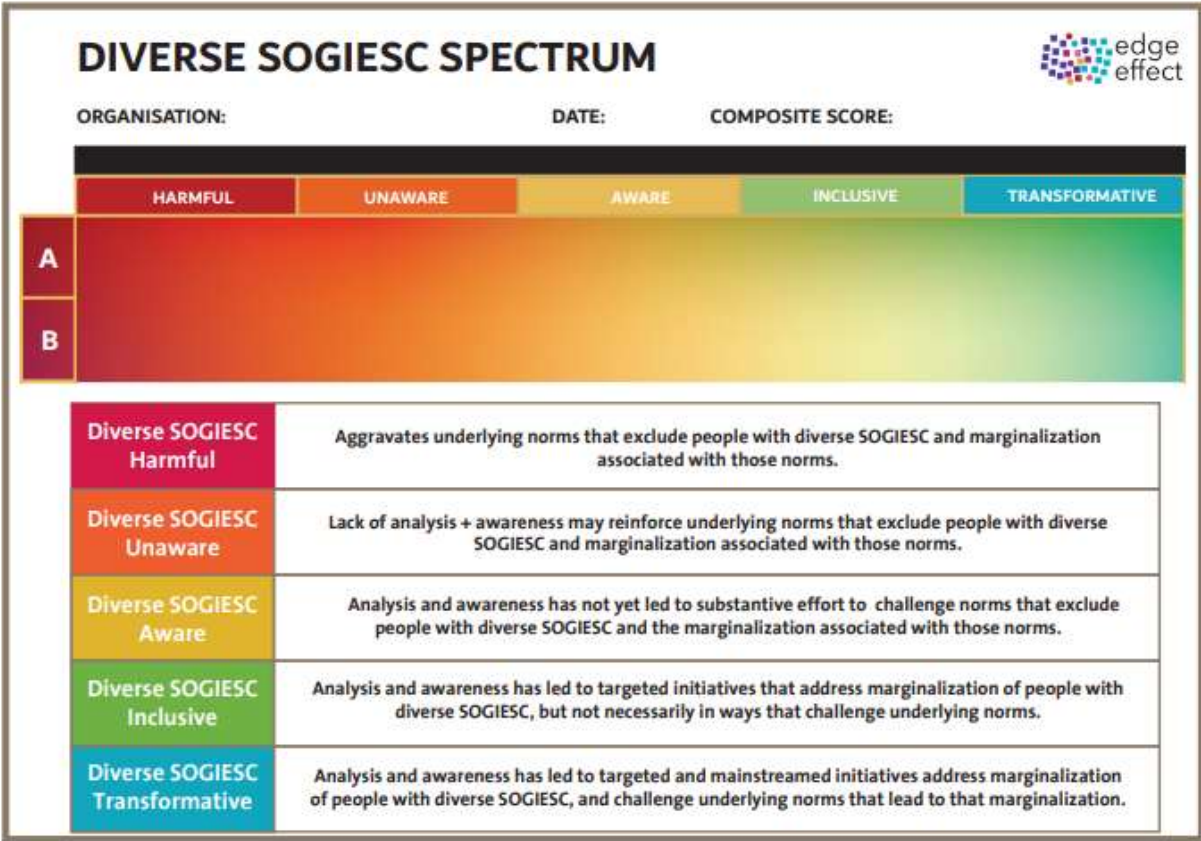 DIVERSE SOGIESC SPECTRUM
edge
effect
ORGANISATION: DATE: COMPOSITE SCORE:
HARMFUL UNAWARE AWARE INCLUSIVE TRANSFORMATIVE
A
B
Diverse SOGIESC
Harmful
Aggravates underlying norms that exclude people with diverse SOGIESC and marginalization
associated with those norms.
Diverse SOGIESC
Unaware
Lack of analysis + awareness may reinforce underlying norms that exclude people with diverse
SOGIESC and marginalization associated with those norms.
Diverse SOGIESC
Aware
Analysis and awareness has not yet led to substantive effort to challenge norms that exclude
people with diverse SOGIESC and the marginalization associated with those norms.
Diverse SOGIESC
Inclusive
Analysis and awareness has led to targeted initiatives that address marginalization of people with
diverse SOGIESC, but not necessarily in ways that challenge underlying norms.
Diverse SOGIESC
Transformative
Analysis and awareness has led to targeted and mainstreamed initiatives address marginalization
of people with diverse SOGIESC, and challenge underlying norms that lead to that marginalization.